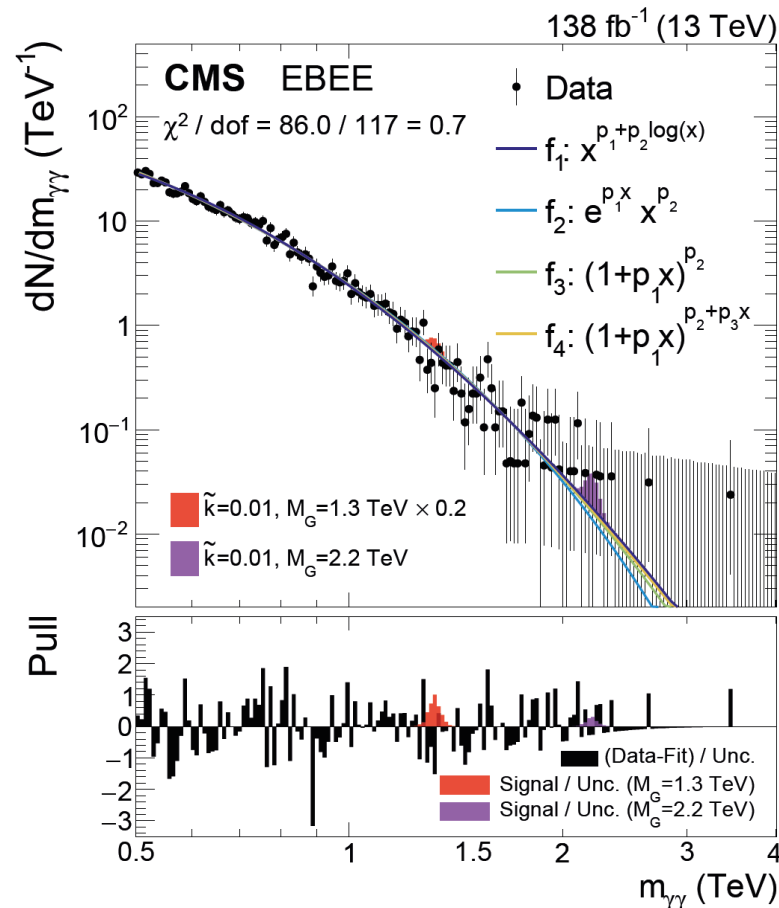 138 fb⁻¹ (13 TeV)
CMS EBEE
χ² / dof = 86.0 / 117 = 0.7
Data
f₁: x^{p₁+p₂log(x)}
f₂: e^{p₁x} x^{p₂}
f₃: (1+p₁x)^{p₂}
f₄: (1+p₁x)^{p₂+p₃x}
dN/dm_{γγ} (TeV⁻¹)
10²
10
1
10⁻¹
10⁻²
k̃=0.01, M_G=1.3 TeV × 0.2
k̃=0.01, M_G=2.2 TeV
Pull
3
2
1
0
−1
−2
−3
(Data-Fit) / Unc.
Signal / Unc. (M_G=1.3 TeV)
Signal / Unc. (M_G=2.2 TeV)
0.5 1 1.5 2 3 4
m_{γγ} (TeV)